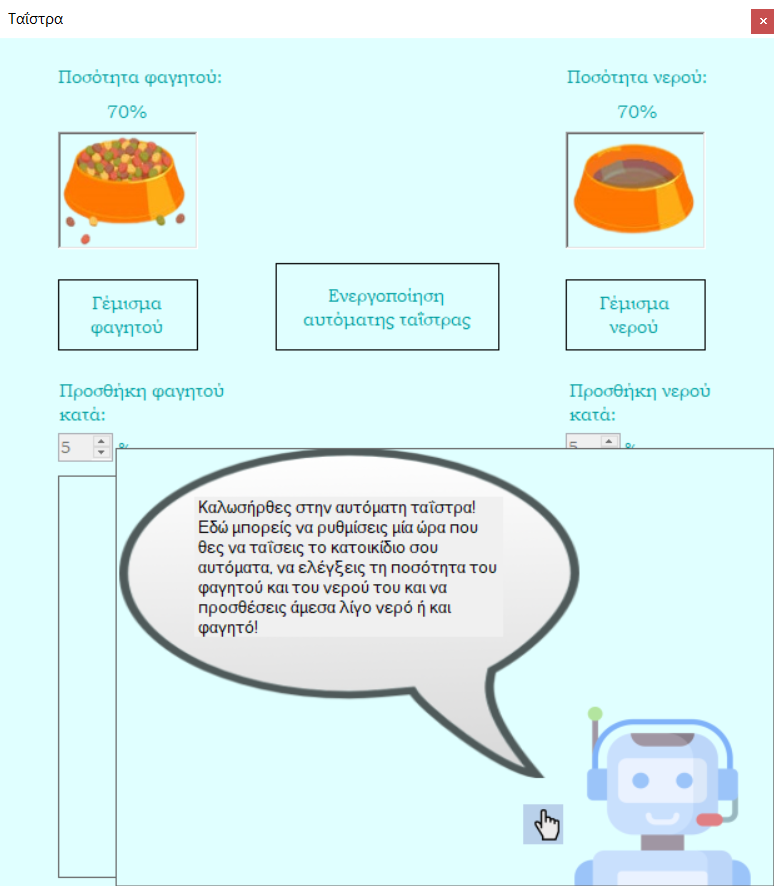 Ταΐστρα
Ποσότητα φαγητού:
Ποσότητα νερού:
70%
70%
Γέμισμα
φαγητού
Ενεργοποίηση
αυτόματης ταΐστρας
Γέμισμα
νερού
Προσθήκη φαγητού
κατά:
Προσθήκη νερού
κατά:
5 %
5 %
Καλωσήρθες στην αυτόματη ταΐστρα!
Εδώ μπορείς να ρυθμίσεις μία ώρα που
θες να ταΐσεις το κατοικίδιο σου
αυτόματα, να ελέγξεις τη ποσότητα του
φαγητού και του νερού του και να
προσθέσεις άμεσα λίγο νερό ή και
φαγητό!